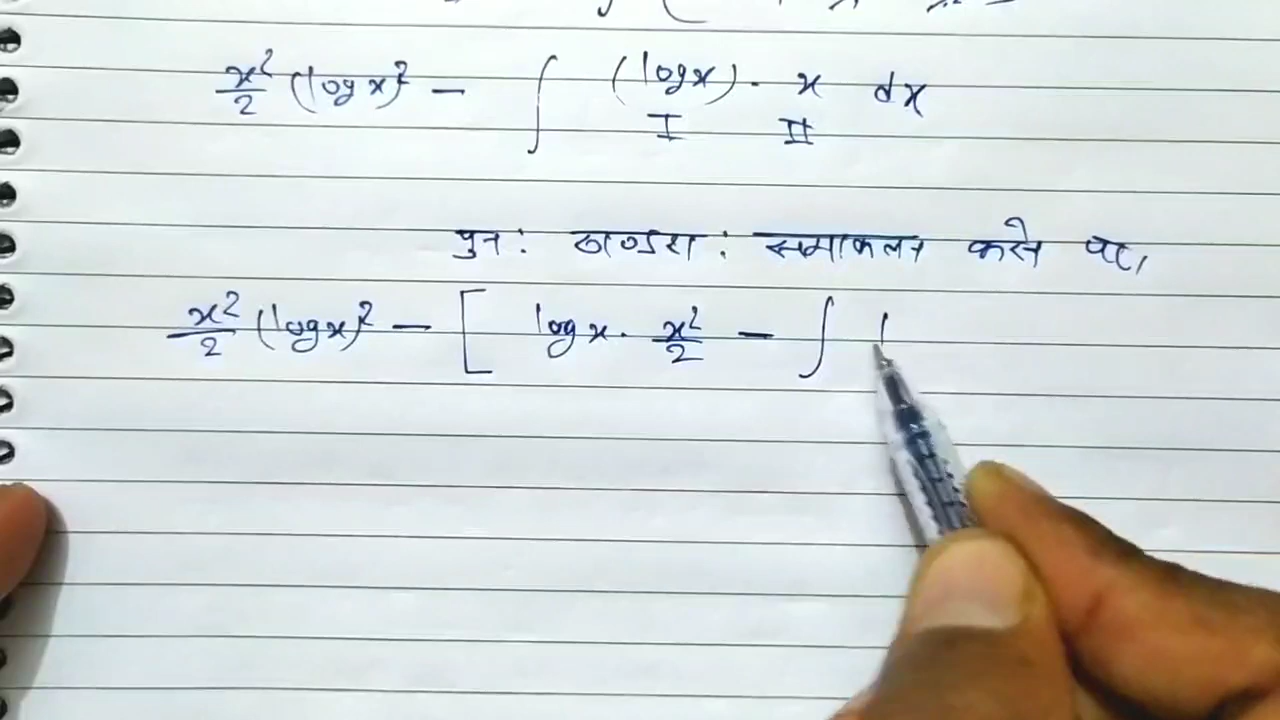 x²/2 (log x)² - ∫ (log x) · x dx
I II
पुनः खण्डशः समाकलन करने पर,
x²/2 (log x)² - [ log x · x²/2 - ∫ 1